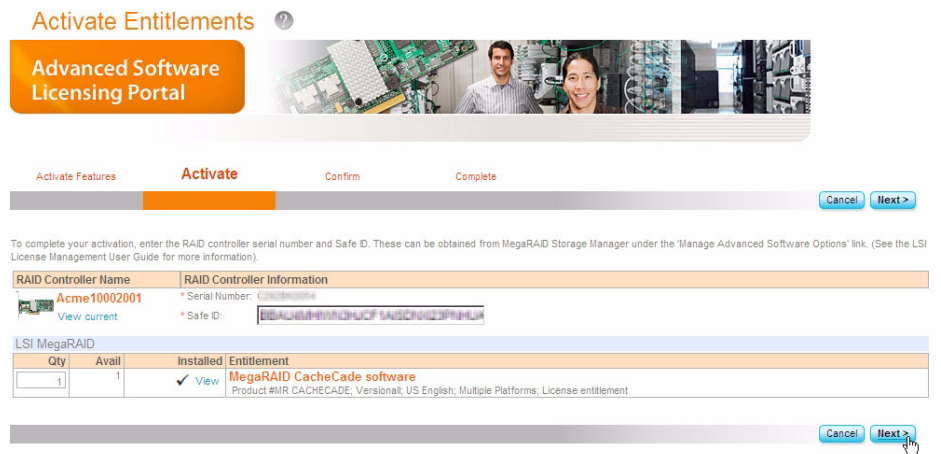 Activate Entitlements ?
Advanced Software
Licensing Portal
Activate Features Activate Confirm Complete
Cancel Next >
To complete your activation, enter the RAID controller serial number and Safe ID. These can be obtained from MegaRAID Storage Manager under the 'Manage Advanced Software Options' link. (See the LSI
License Management User Guide for more information).
RAID Controller Name RAID Controller Information
Acme10002001 * Serial Number:
View current * Safe ID:
LSI MegaRAID
Qty Avail Installed Entitlement
1 1 ✓ View MegaRAID CacheCade software
Product #MR CACHECADE; Versionall; US English; Multiple Platforms; License entitlement
Cancel Next >